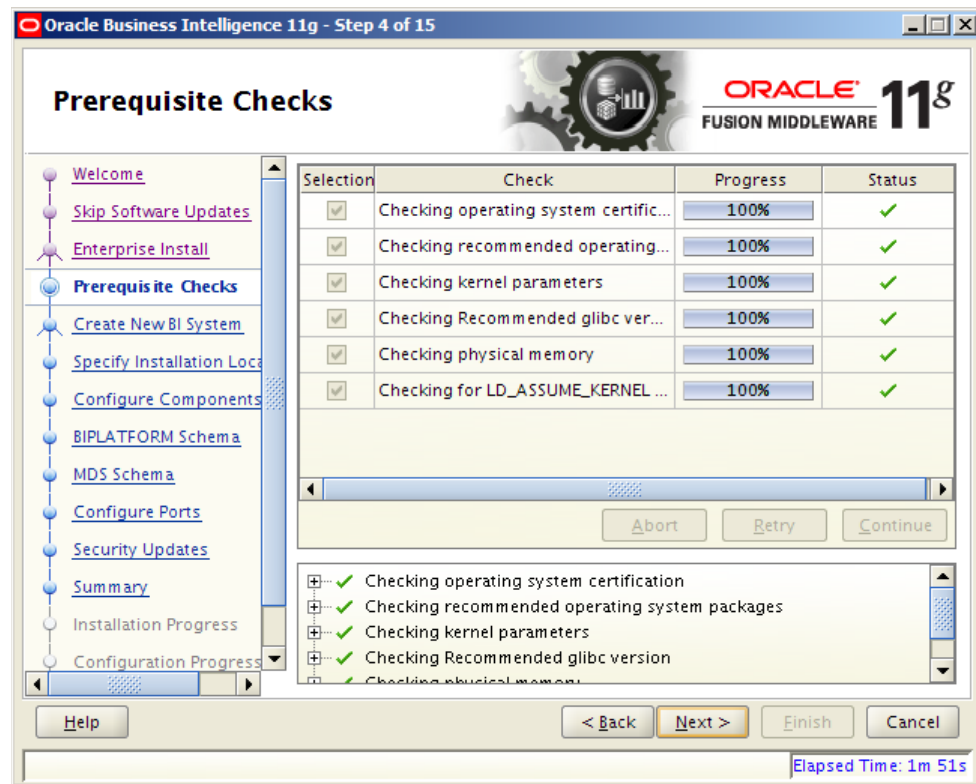 Oracle Business Intelligence 11g - Step 4 of 15
Prerequisite Checks
ORACLE
FUSION MIDDLEWARE 11g
Welcome
Skip Software Updates
Enterprise Install
Prerequisite Checks
Create New BI System
Specify Installation Loca
Configure Components
BIPLATFORM Schema
MDS Schema
Configure Ports
Security Updates
Summary
Installation Progress
Configuration Progress
Selection Check Progress Status
Checking operating system certific... 100%
Checking recommended operating... 100%
Checking kernel parameters 100%
Checking Recommended glibc ver... 100%
Checking physical memory 100%
Checking for LD_ASSUME_KERNEL ... 100%
Abort Retry Continue
Checking operating system certification
Checking recommended operating system packages
Checking kernel parameters
Checking Recommended glibc version
Checking physical memory
Help < Back Next > Finish Cancel
Elapsed Time: 1m 51s